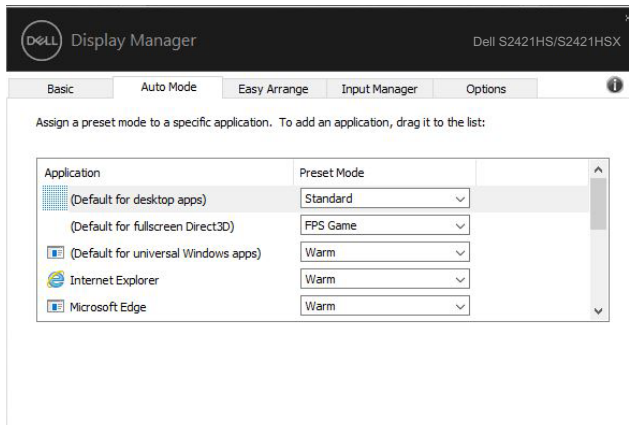 DELL Display Manager Dell S2421HS/S2421HSX
Basic Auto Mode Easy Arrange Input Manager Options
Assign a preset mode to a specific application. To add an application, drag it to the list:
Application Preset Mode
(Default for desktop apps) Standard
(Default for fullscreen Direct3D) FPS Game
(Default for universal Windows apps) Warm
Internet Explorer Warm
Microsoft Edge Warm